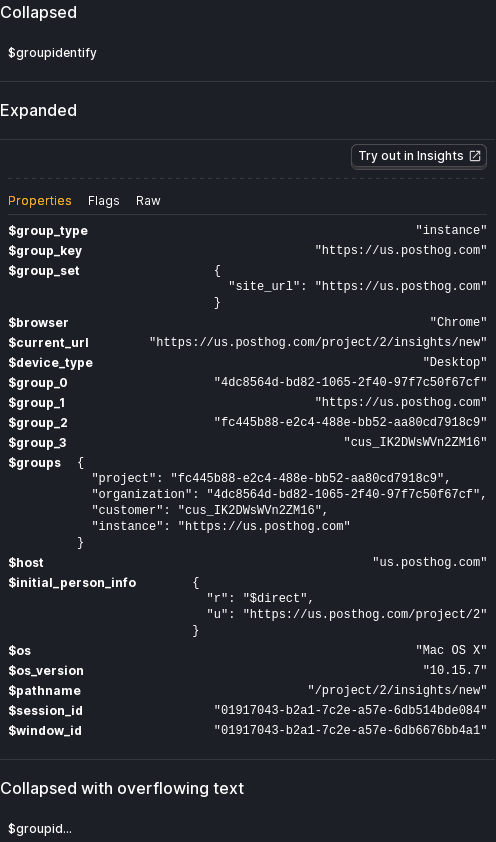 Collapsed
$groupidentify
Expanded
Try out in Insights
Properties Flags Raw
$group_type "instance"
$group_key "https://us.posthog.com"
$group_set {
"site_url": "https://us.posthog.com"
}
$browser "Chrome"
$current_url "https://us.posthog.com/project/2/insights/new"
$device_type "Desktop"
$group_0 "4dc8564d-bd82-1065-2f40-97f7c50f67cf"
$group_1 "https://us.posthog.com"
$group_2 "fc445b88-e2c4-488e-bb52-aa80cd7918c9"
$group_3 "cus_IK2DWsWVn2ZM16"
$groups {
"project": "fc445b88-e2c4-488e-bb52-aa80cd7918c9",
"organization": "4dc8564d-bd82-1065-2f40-97f7c50f67cf",
"customer": "cus_IK2DWsWVn2ZM16",
"instance": "https://us.posthog.com"
}
$host "us.posthog.com"
$initial_person_info {
"r": "$direct",
"u": "https://us.posthog.com/project/2"
}
$os "Mac OS X"
$os_version "10.15.7"
$pathname "/project/2/insights/new"
$session_id "01917043-b2a1-7c2e-a57e-6db514bde084"
$window_id "01917043-b2a1-7c2e-a57e-6db6676bb4a1"
Collapsed with overflowing text
$groupid...